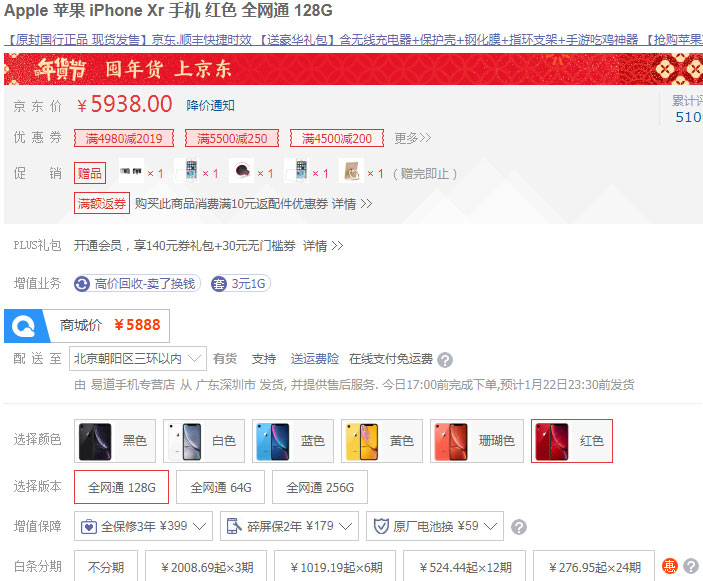 Apple 苹果 iPhone Xr 手机 红色 全网通 128G
【原封国行正品 现货发售】京东.顺丰快捷时效 【送豪华礼包】含无线充电器+保护壳+钢化膜+指环支架+手游吃鸡神器 【抢购苹果
年货节 囤年货 上京东
京东价 ￥5938.00 降价通知 累计评
510
优惠券 满4980减2019 满5500减250 满4500减200 更多>>
促销 赠品 ×1 ×1 ×1 ×1 ×1 (赠完即止)
满额返券 购买此商品消费满10元返配件优惠券 详情 >>
PLUS礼包 开通会员，享140元券礼包+30元无门槛券 详情 >>
增值业务 高价回收-卖了换钱 套 3元1G
商城价 ￥5888
配送至 北京朝阳区三环以内 有货 支持 送运费险 在线支付免运费 ?
由 易道手机专营店 从 广东深圳市 发货, 并提供售后服务. 今日17:00前完成下单,预计1月22日23:30前发货
选择颜色 黑色 白色 蓝色 黄色 珊瑚色 红色
选择版本 全网通 128G 全网通 64G 全网通 256G
增值保障 全保修3年 ¥399 碎屏保2年 ¥179 原厂电池换 ¥59 ?
白条分期 不分期 ￥2008.69起×3期 ￥1019.19起×6期 ￥524.44起×12期 ￥276.95起×24期 惠 ?